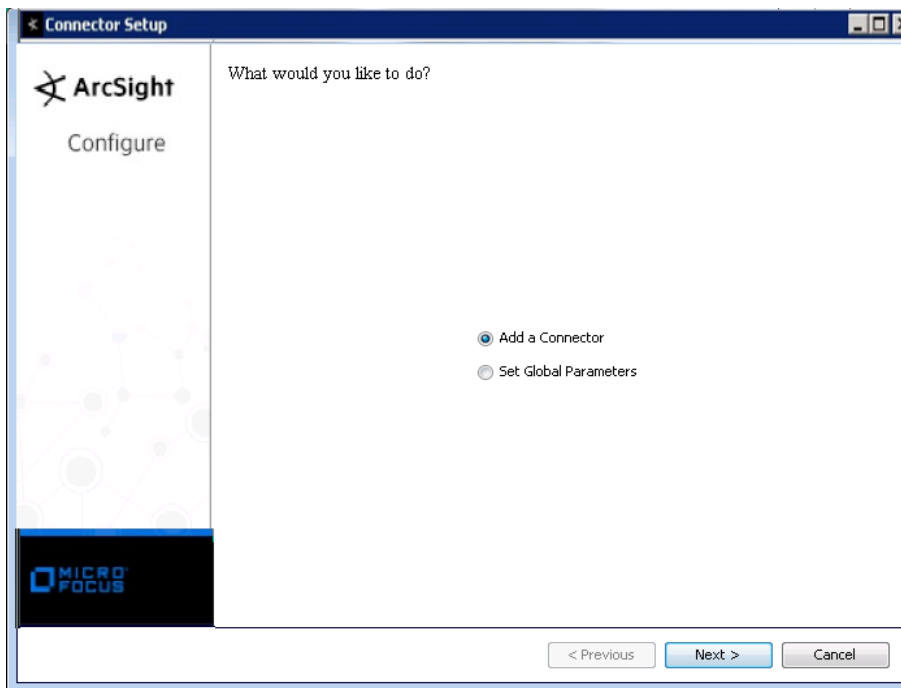 Connector Setup
ArcSight
Configure
What would you like to do?
Add a Connector
Set Global Parameters
MICRO
FOCUS
< Previous
Next >
Cancel